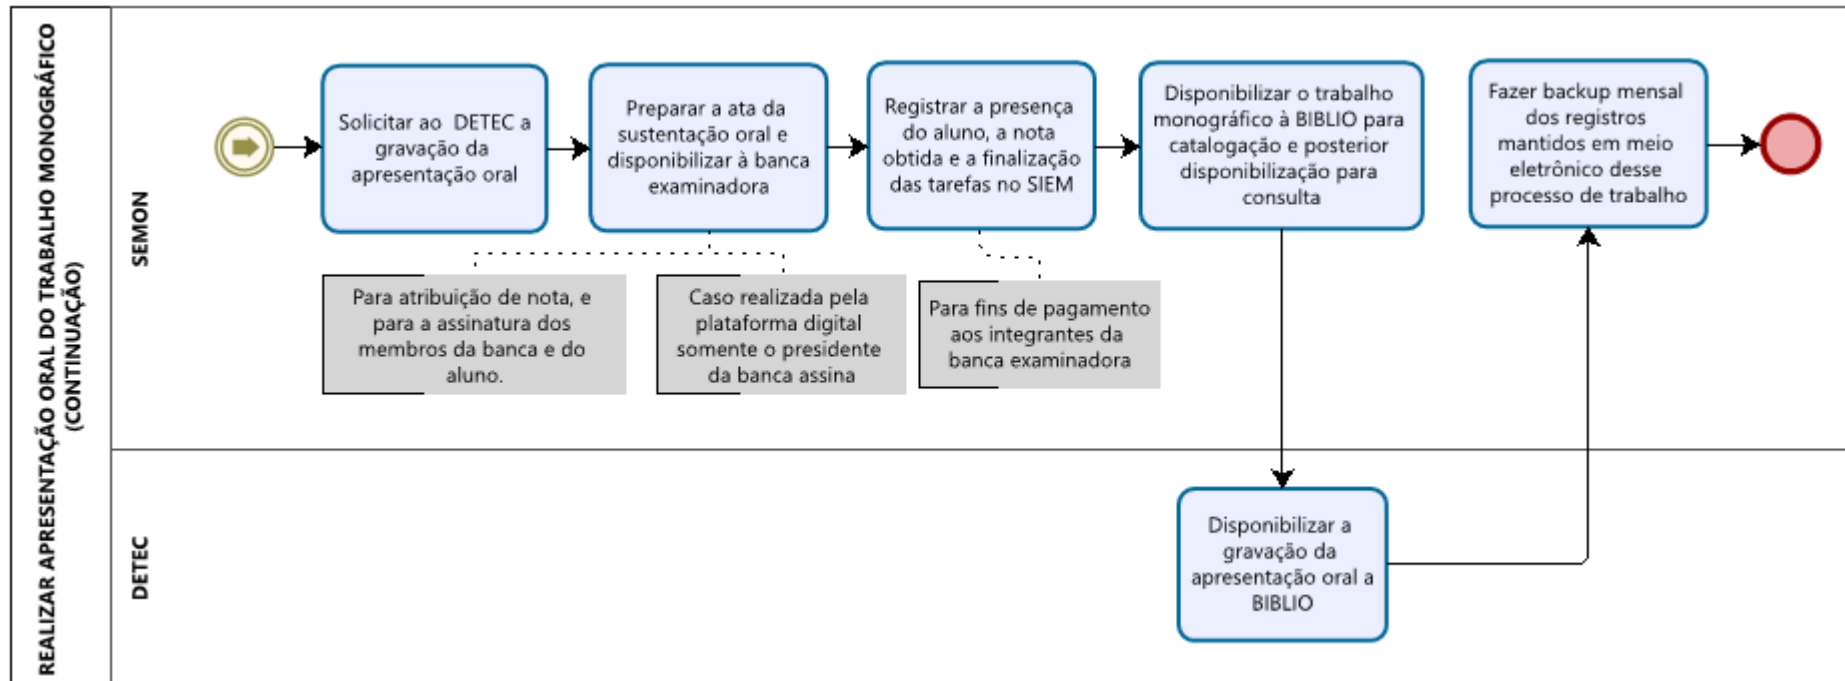 REALIZAR APRESENTAÇÃO ORAL DO TRABALHO MONOGRÁFICO
(CONTINUAÇÃO)
SEMON
Solicitar ao DETEC a
gravação da
apresentação oral
Preparar a ata da
sustentação oral e
disponibilizar à banca
examinadora
Registrar a presença
do aluno, a nota
obtida e a finalização
das tarefas no SIEM
Disponibilizar o trabalho
monográfico à BIBLIO para
catalogação e posterior
disponibilização para
consulta
Fazer backup mensal
dos registros
mantidos em meio
eletrônico desse
processo de trabalho
Para atribuição de nota, e
para a assinatura dos
membros da banca e do
aluno.
Caso realizada pela
plataforma digital
somente o presidente
da banca assina
Para fins de pagamento
aos integrantes da
banca examinadora
DETEC
Disponibilizar a
gravação da
apresentação oral a
BIBLIO